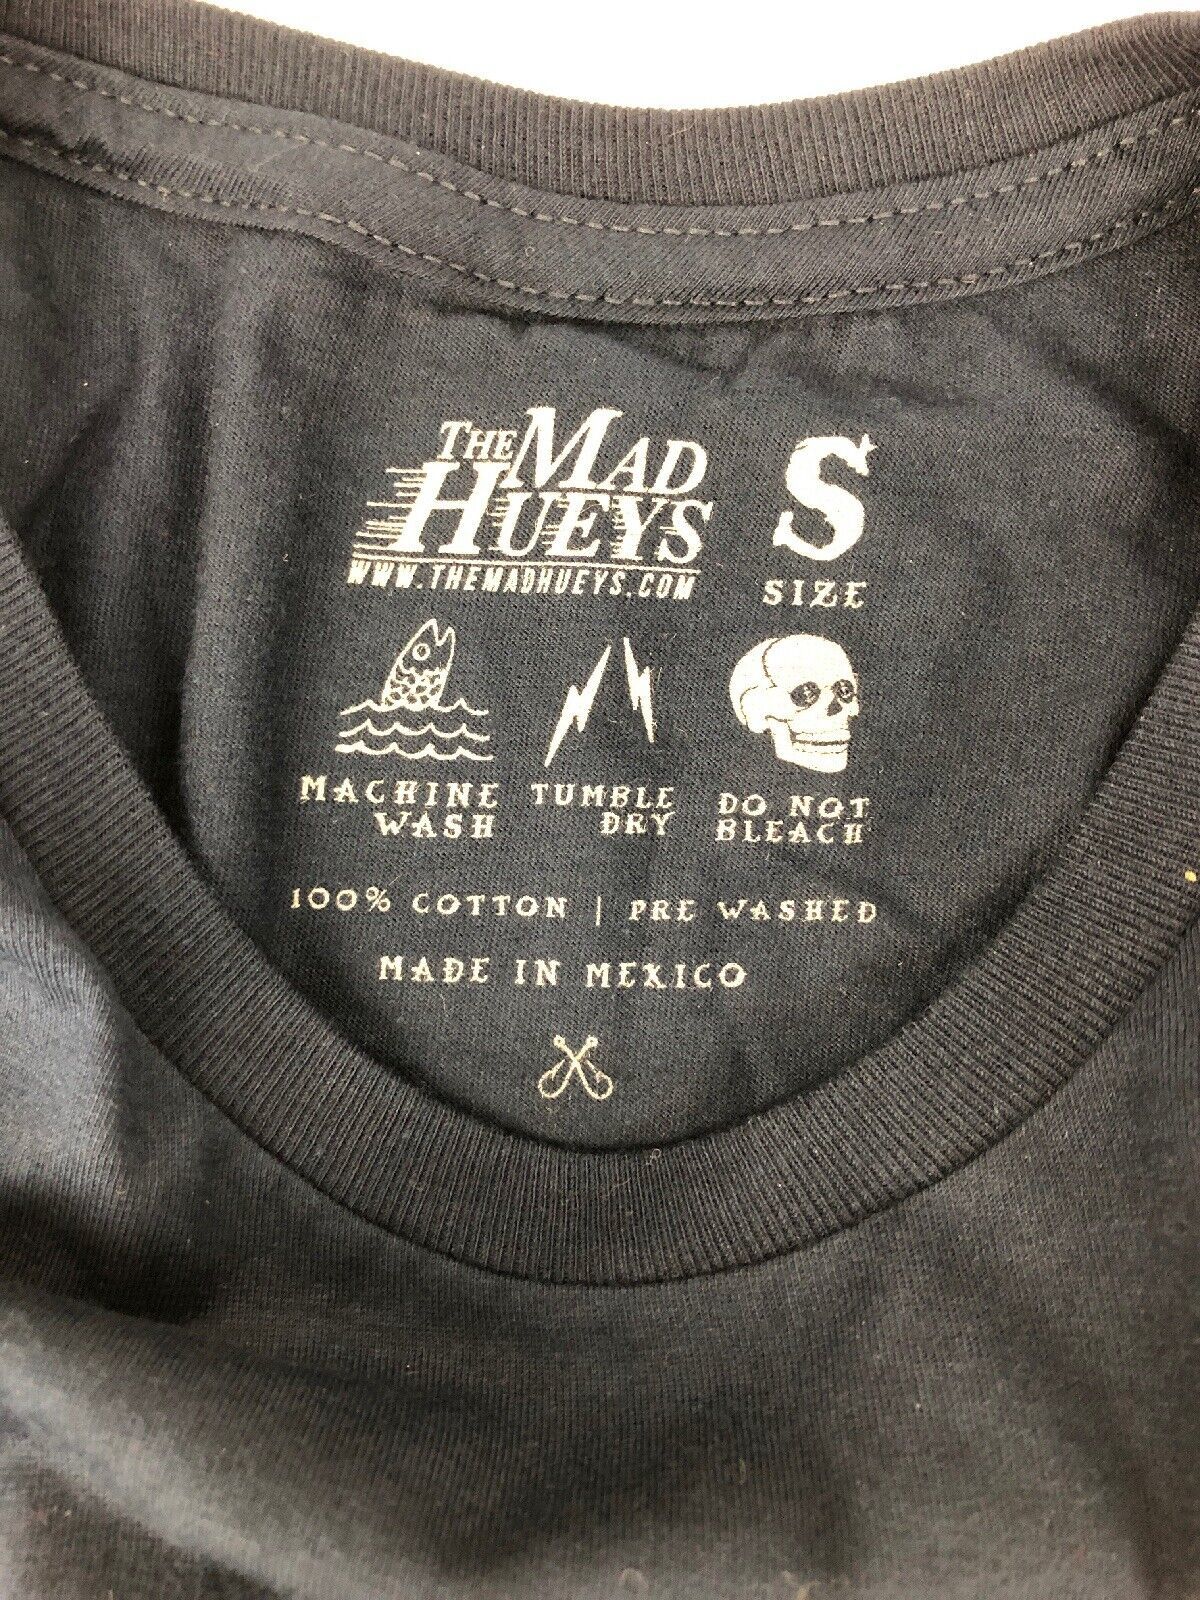 THE MAD
HUEYS
WWW.THEMADHUEYS.COM
S
SIZE
MACHINE
WASH
TUMBLE
DRY
DO NOT
BLEACH
100% COTTON | PRE WASHED
MADE IN MEXICO